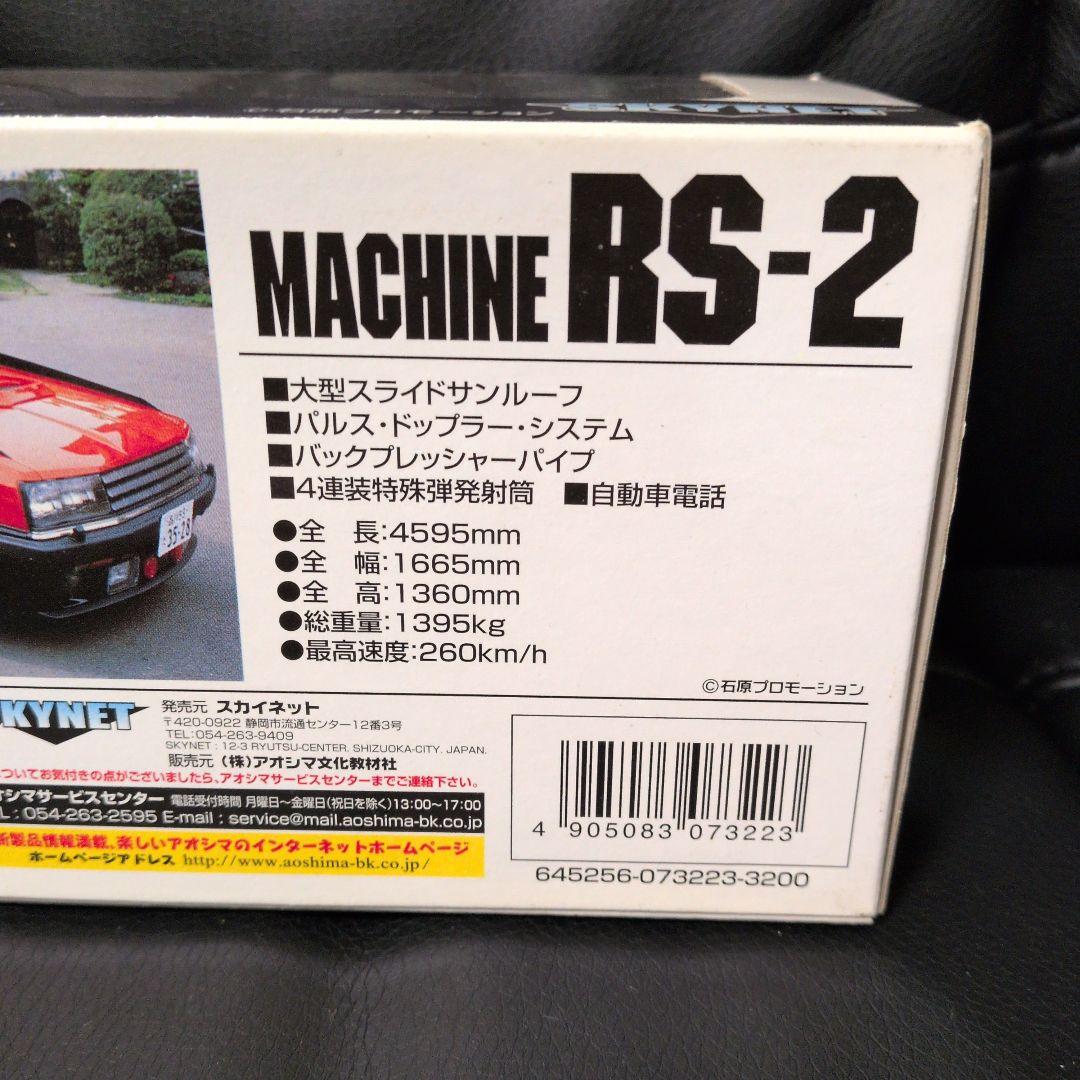 MACHINE RS-2
■大型スライドサンルーフ
■パルス・ドップラー・システム
■バックプレッシャーパイプ
■4連装特殊弾発射筒 ■自動車電話
●全 長:4595mm
●全 幅:1665mm
●全 高:1360mm
●総重量:1395kg
●最高速度:260km/h
35-28
©石原プロモーション
SKYNET
発売元 スカイネット
〒420-0922 静岡市流通センター12番3号
TEL:054-263-9409
SKYNET : 12-3 RYUTSU-CENTER. SHIZUOKA-CITY. JAPAN.
販売元 (株)アオシマ文化教材社
ついてお気付きの点がございましたら、アオシマサービスセンターまでご連絡下さい。
オシマサービスセンター 電話受付時間 月曜日〜金曜日(祝日を除く)13:00〜17:00
L : 054-263-2595 E-mail : service@mail.aoshima-bk.co.jp
新製品情報満載、楽しいアオシマのインターネットホームページ
ホームページアドレス http://www.aoshima-bk.co.jp/
4 905083 073223
645256-073223-3200